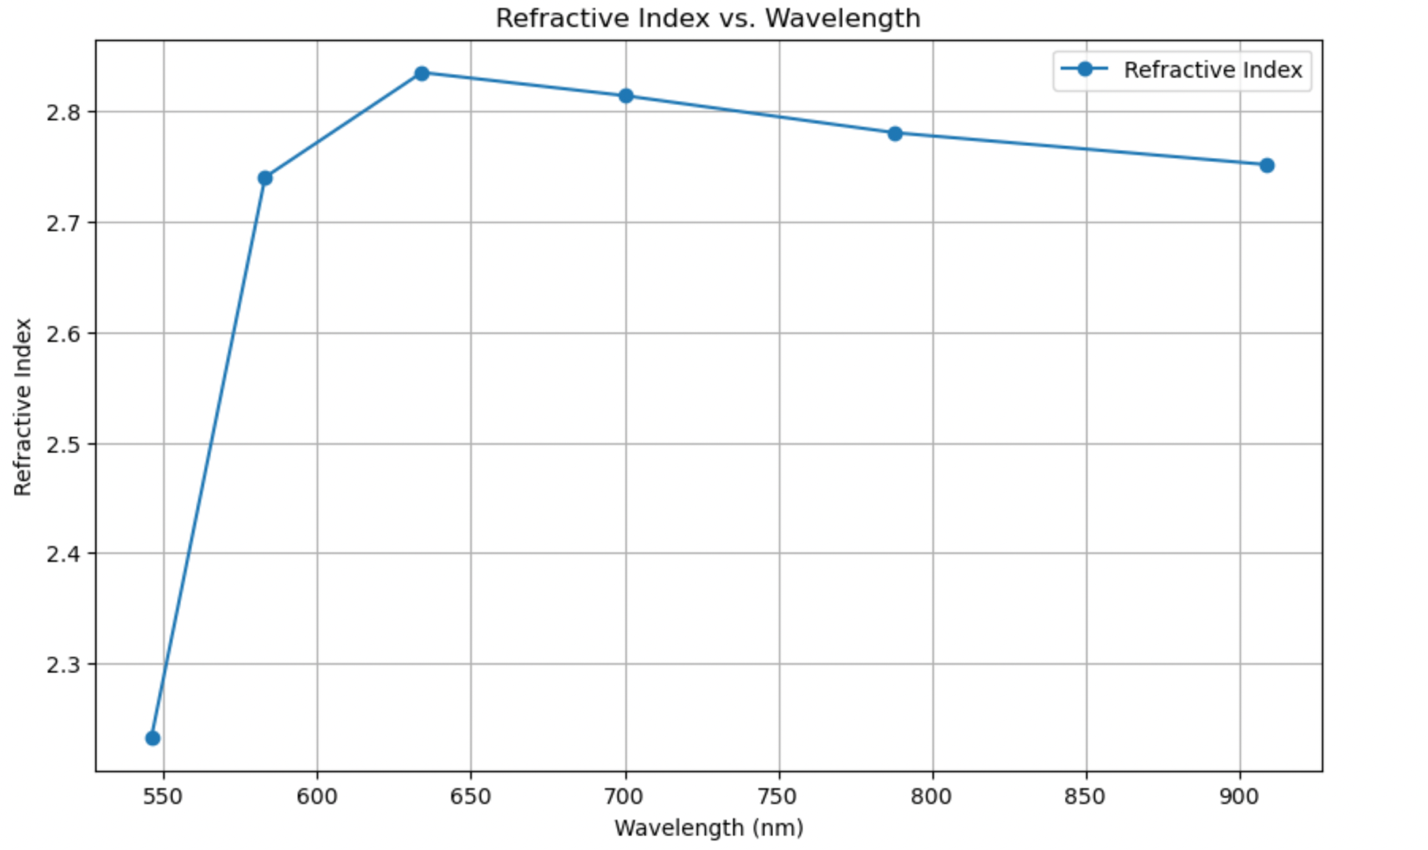 Refractive Index vs. Wavelength
Refractive Index
2.8
2.7
2.6
2.5
2.4
2.3
Refractive Index
550 600 650 700 750 800 850 900
Wavelength (nm)